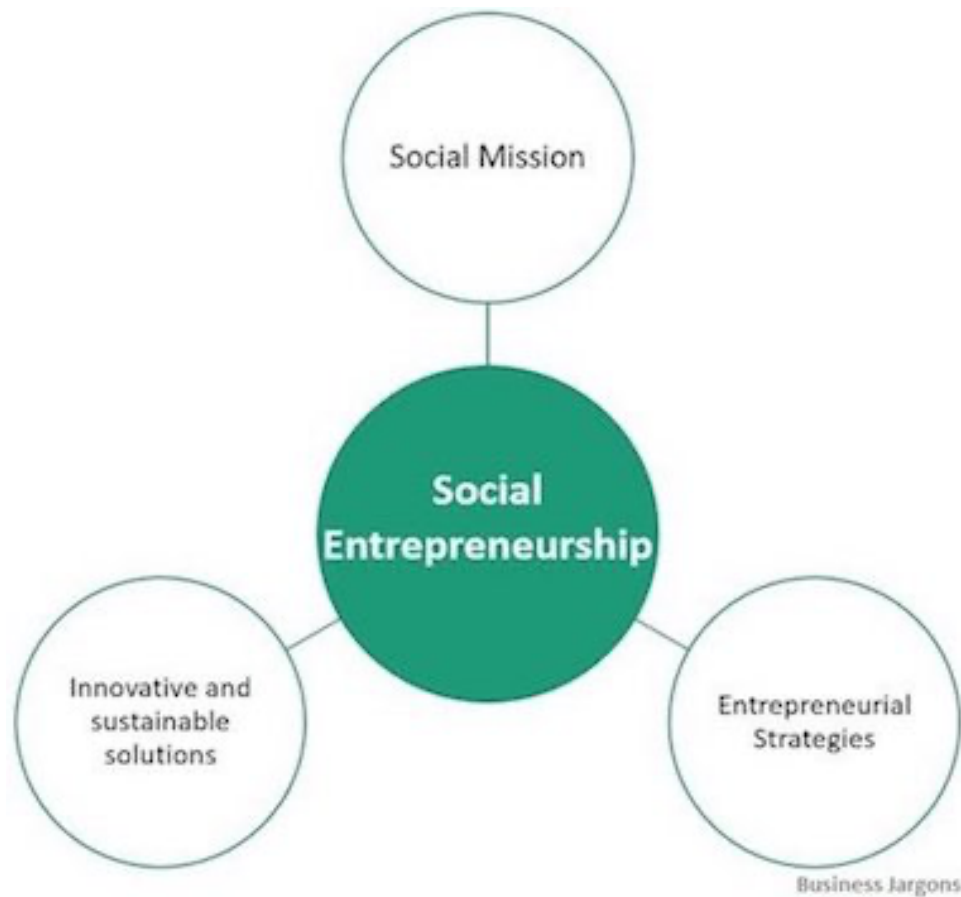 Social Mission
Social
Entrepreneurship
Innovative and
sustainable
solutions
Entrepreneurial
Strategies
Business Jargons